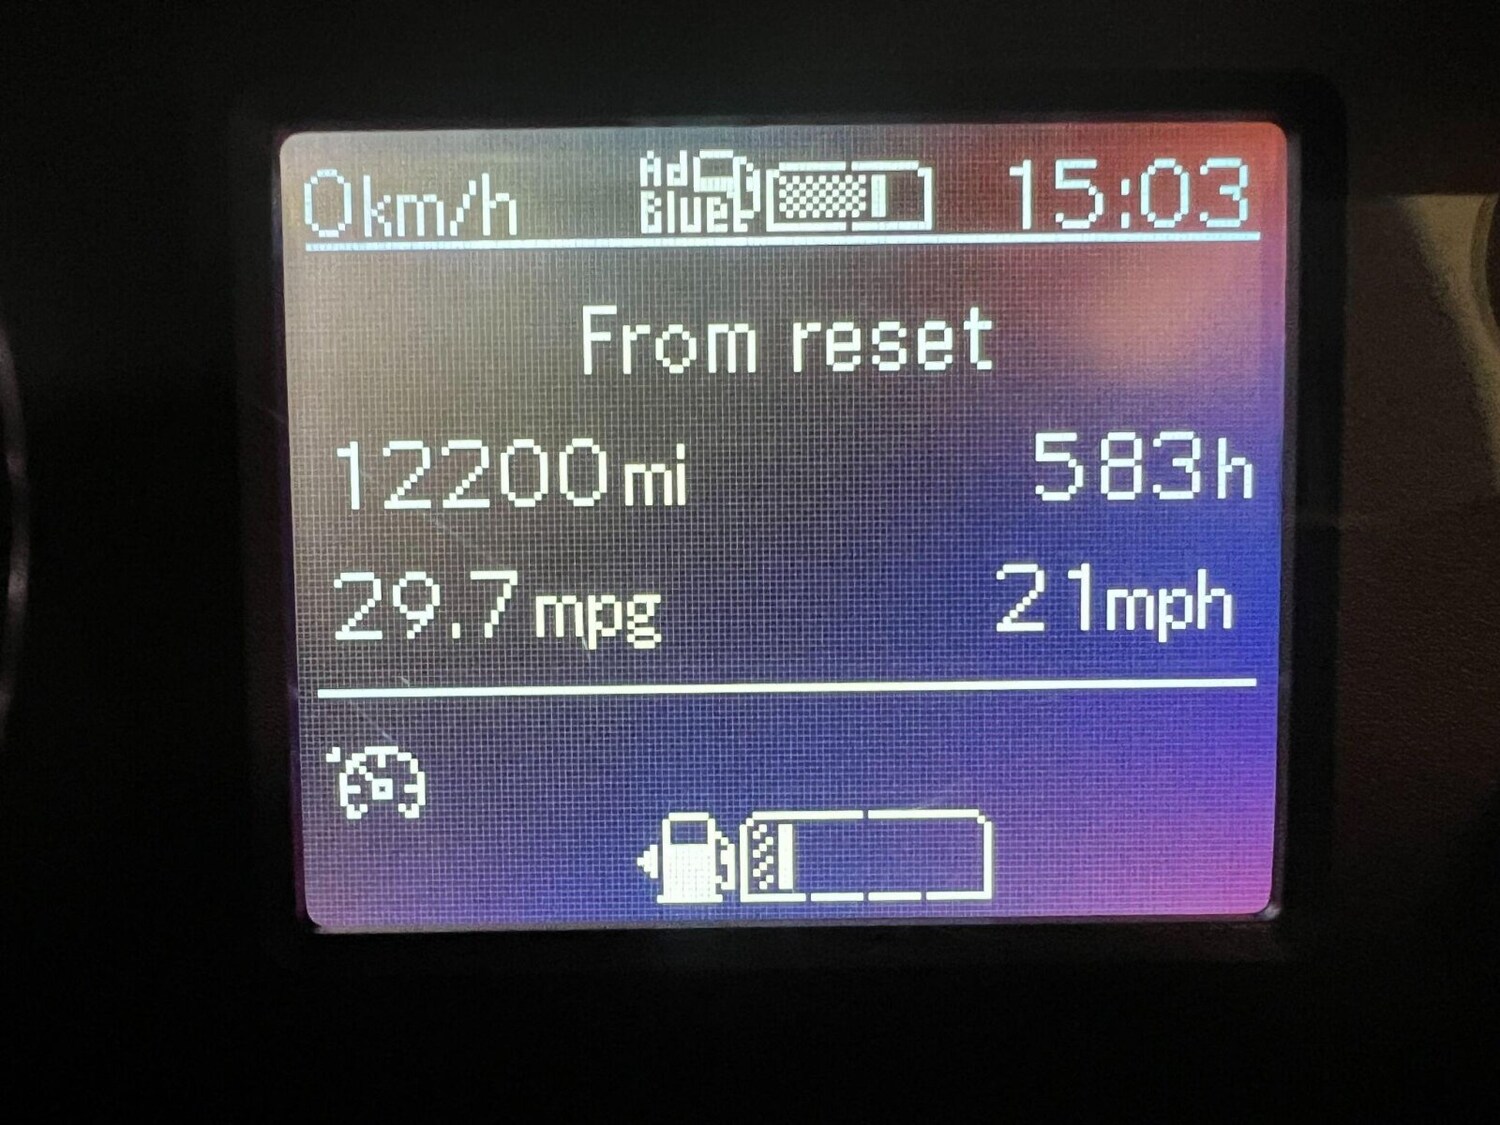 0km/h Ad Blue 15:03
From reset
12200mi 583h
29.7mpg 21mph